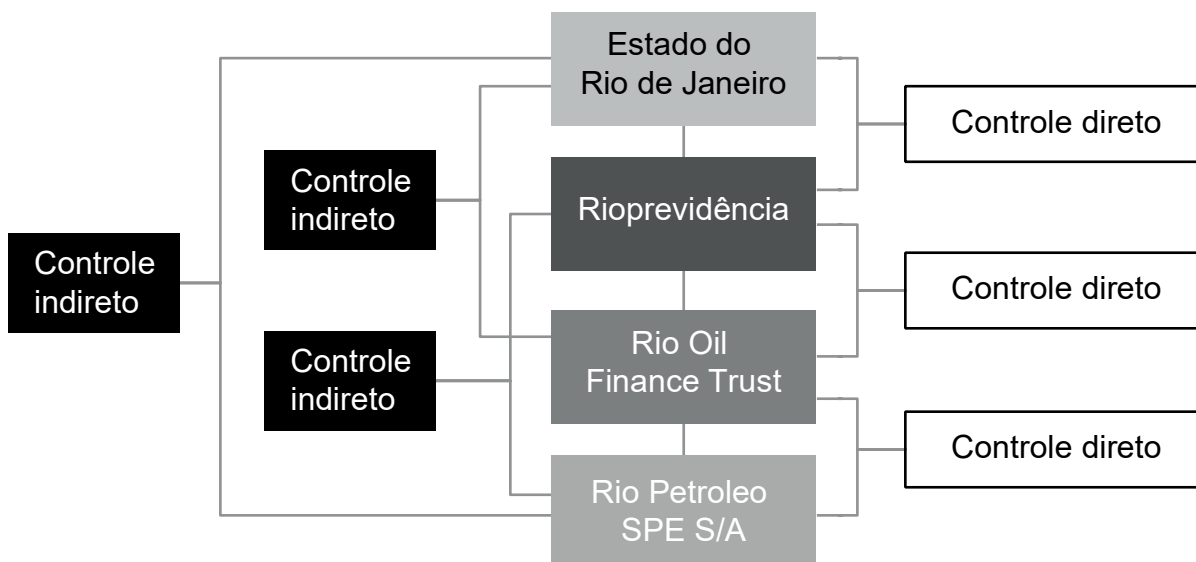 Estado do
Rio de Janeiro
Controle direto
Controle
indireto
Rioprevidência
Controle
indireto
Controle direto
Rio Oil
Finance Trust
Controle
indireto
Controle direto
Rio Petroleo
SPE S/A